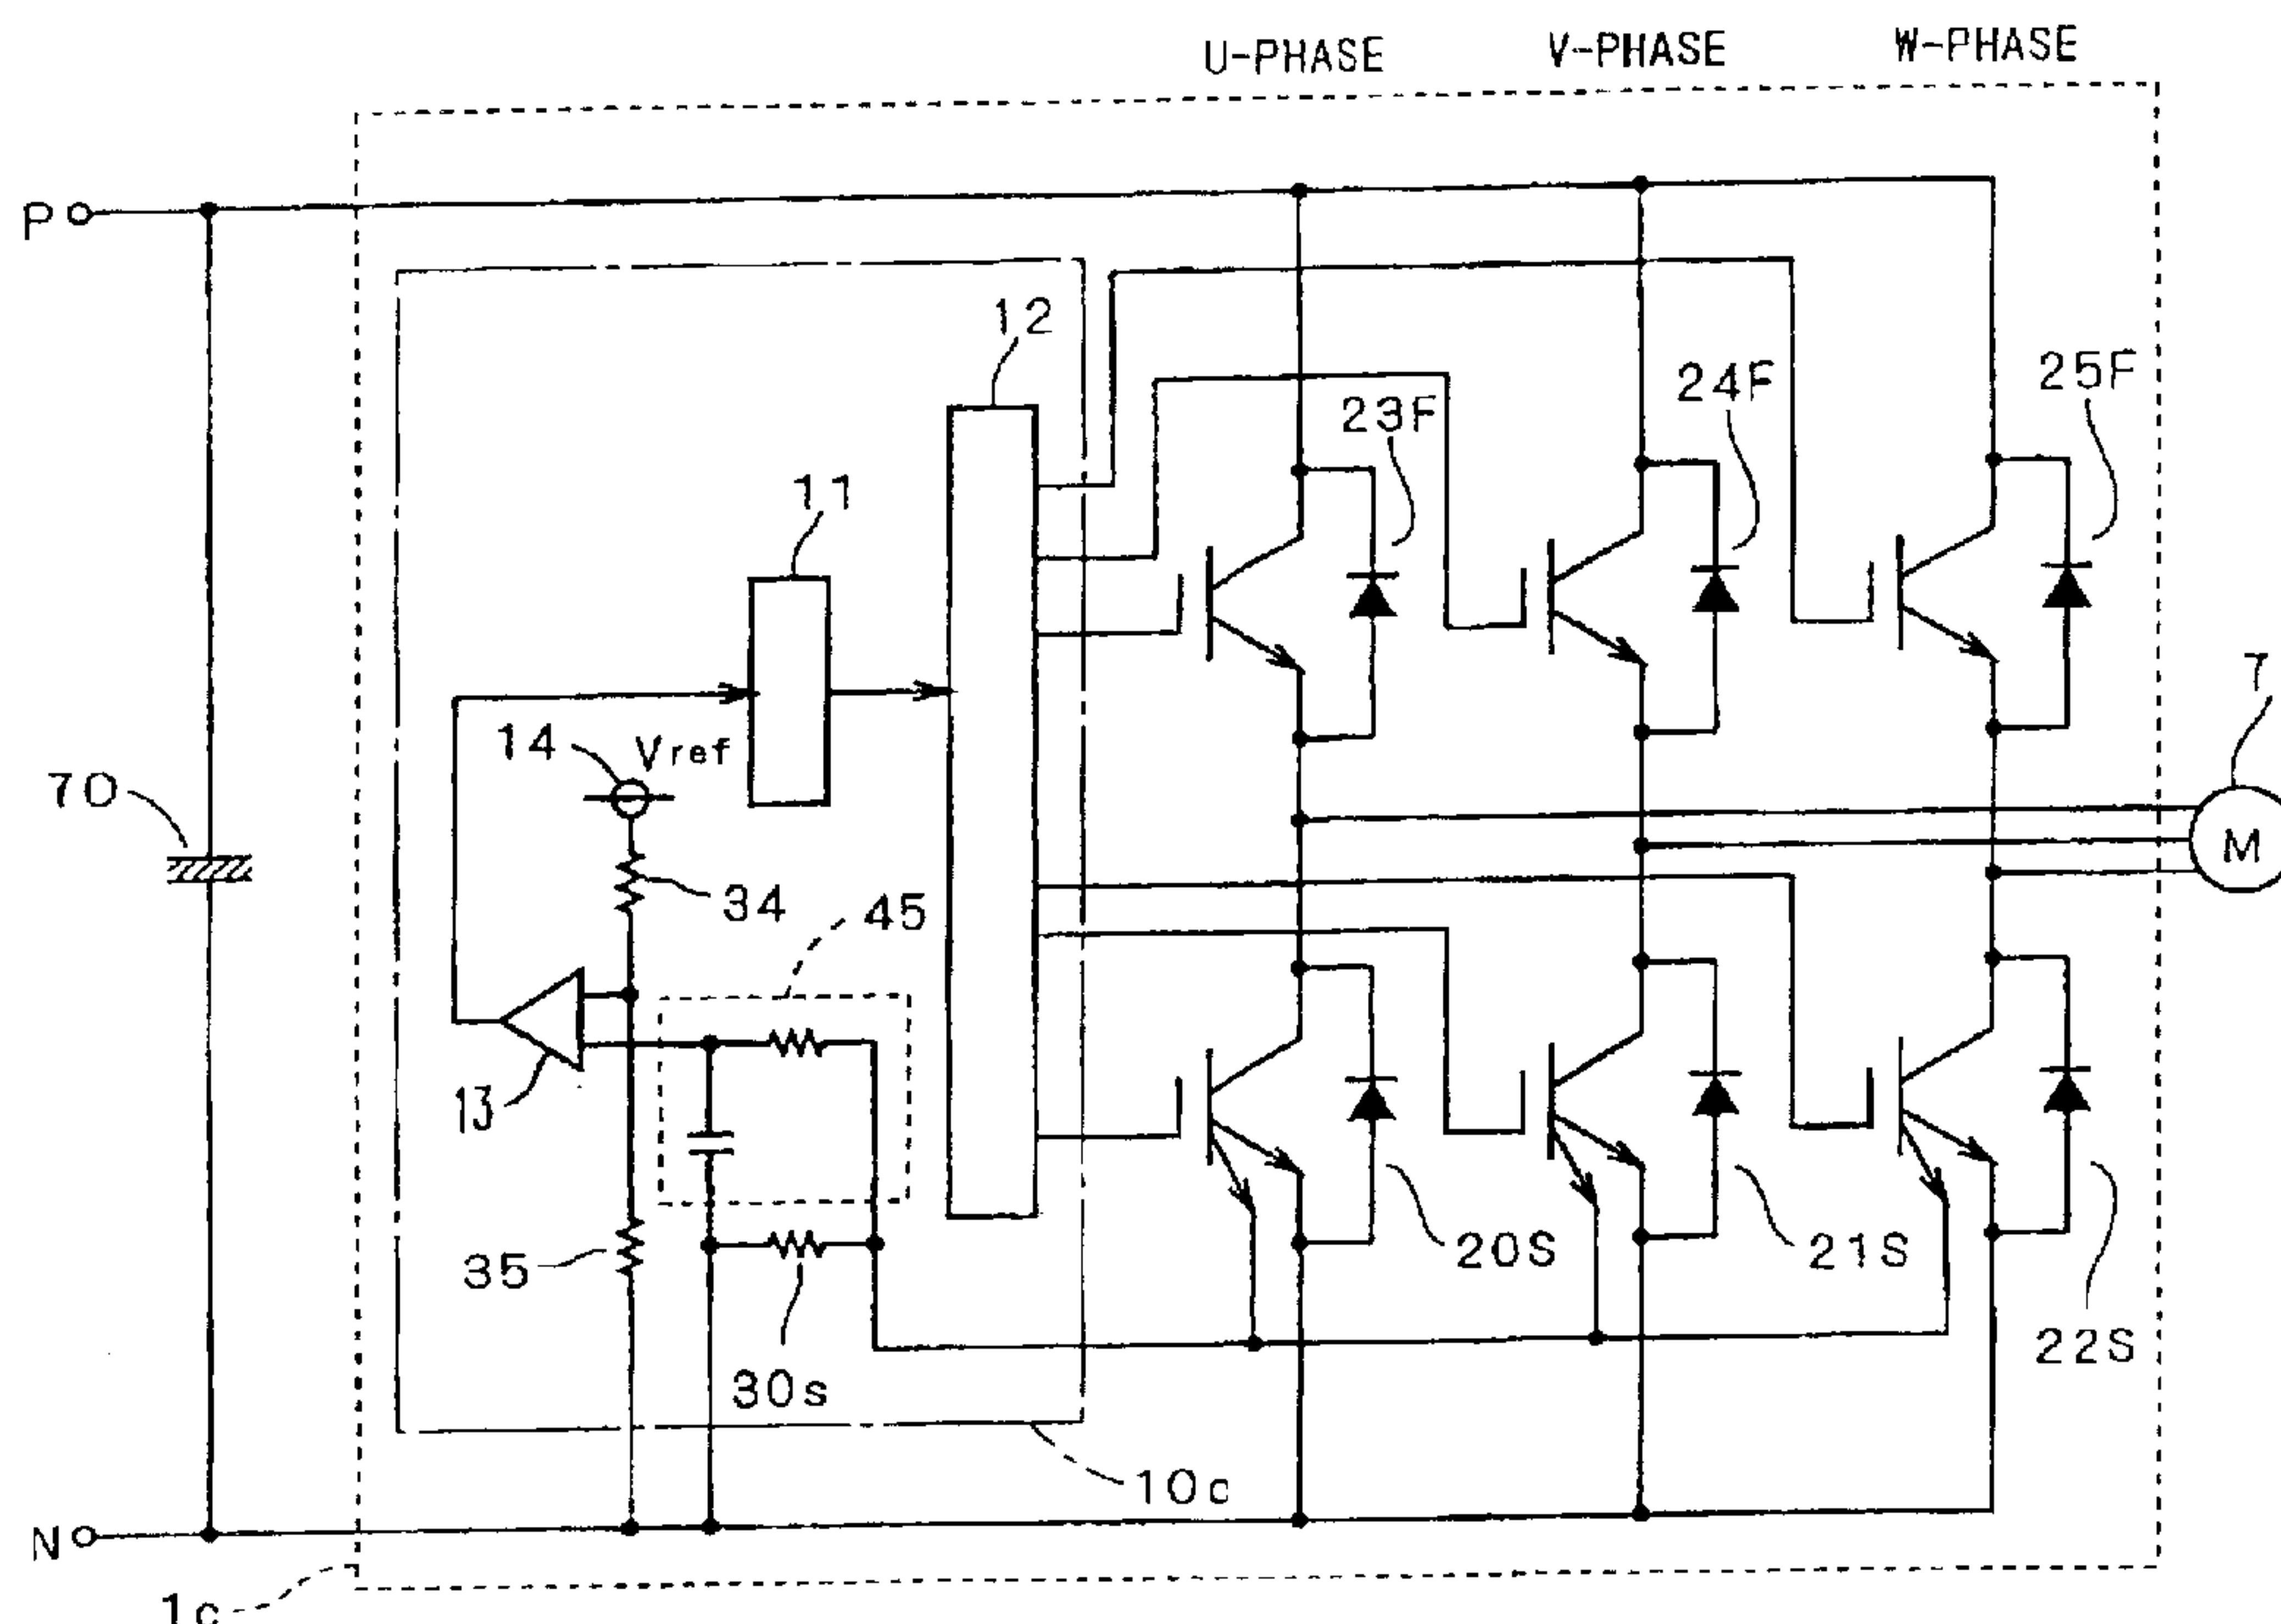 U-PHASE V-PHASE W-PHASE
P
12
25F
24F
23F
11
7
14
Vref
70
M
34
45
13
35
20S
21S
22S
30s
10c
N
1c